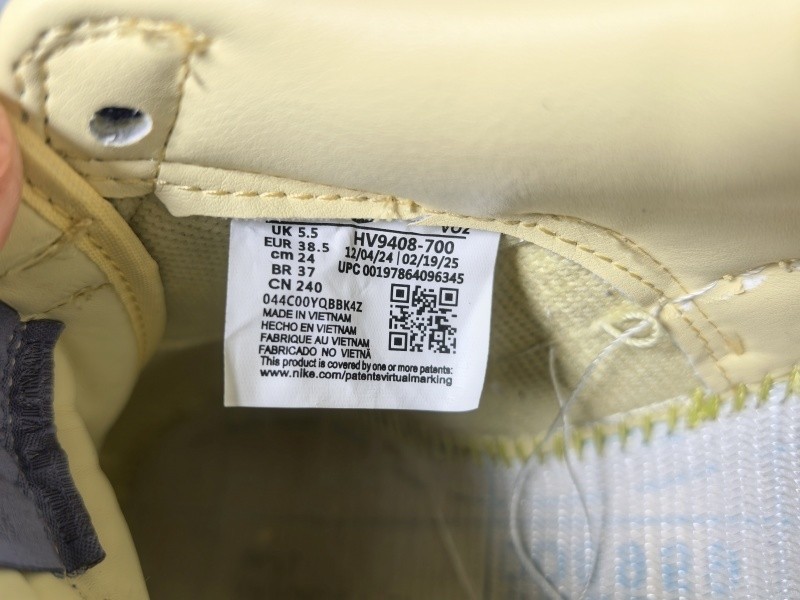 VO2
UK 5.5
EUR 38.5
cm 24
BR 37
CN 240
HV9408-700
12/04/24 | 02/19/25
UPC 00197864096345
044C00YQBBK4Z
MADE IN VIETNAM
HECHO EN VIETNAM
FABRIQUE AU VIETNAM
FABRICADO NO VIETNÃ
This product is covered by one or more patents:
www.nike.com/patentsvirtualmarking